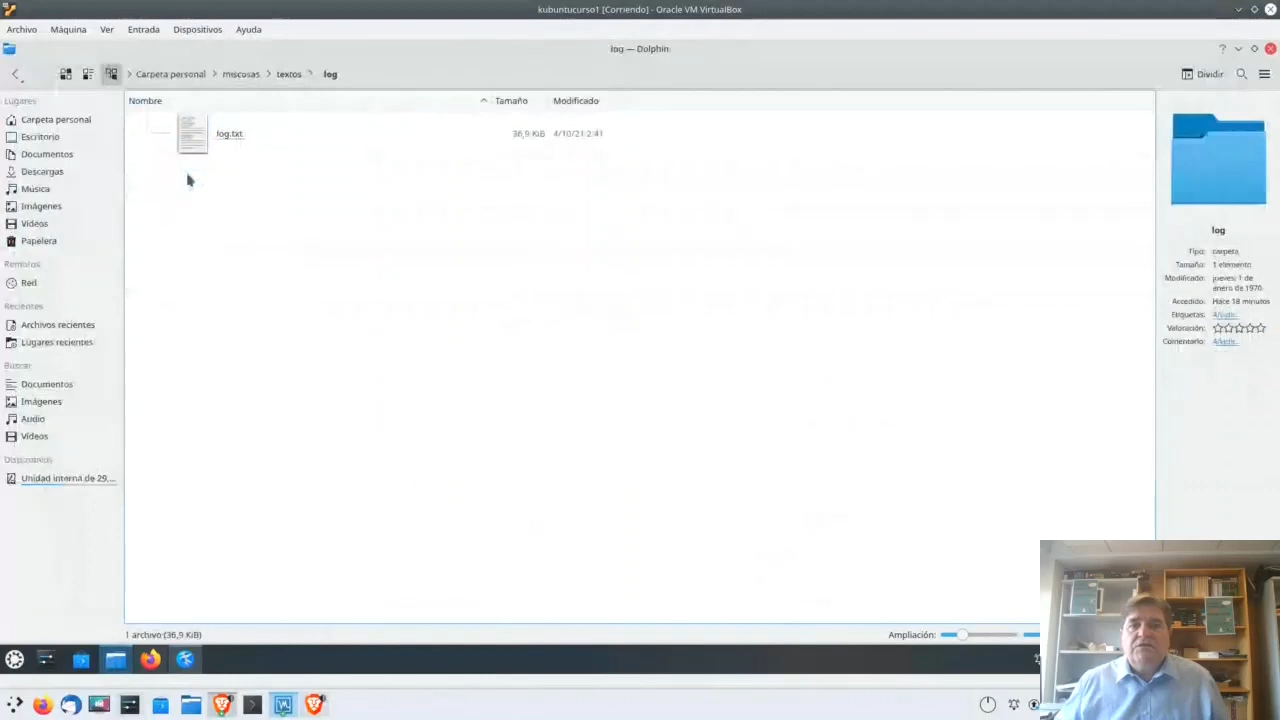 kubuntucurso1 [Corriendo] - Oracle VM VirtualBox
Archivo Máquina Ver Entrada Dispositivos Ayuda
log — Dolphin
Carpeta personal miscosas textos log
Dividir
Lugares
Nombre Tamaño Modificado
Carpeta personal
log.txt 36,9 KiB 4/10/21 2:41
Escritorio
Documentos
Descargas
Música
Imágenes
Vídeos
Papelera
log
Tipo: carpeta
Tamaño: 1 elemento
Modificado: jueves, 1 de
enero de 1970
Accedido: Hace 18 minutos
Etiquetas: Añadir...
Valoración:
Comentario: Añadir...
Remotos
Red
Recientes
Archivos recientes
Lugares recientes
Buscar
Documentos
Imágenes
Audio
Vídeos
Dispositivos
Unidad interna de 29,...
1 archivo (36,9 KiB)
Ampliación: